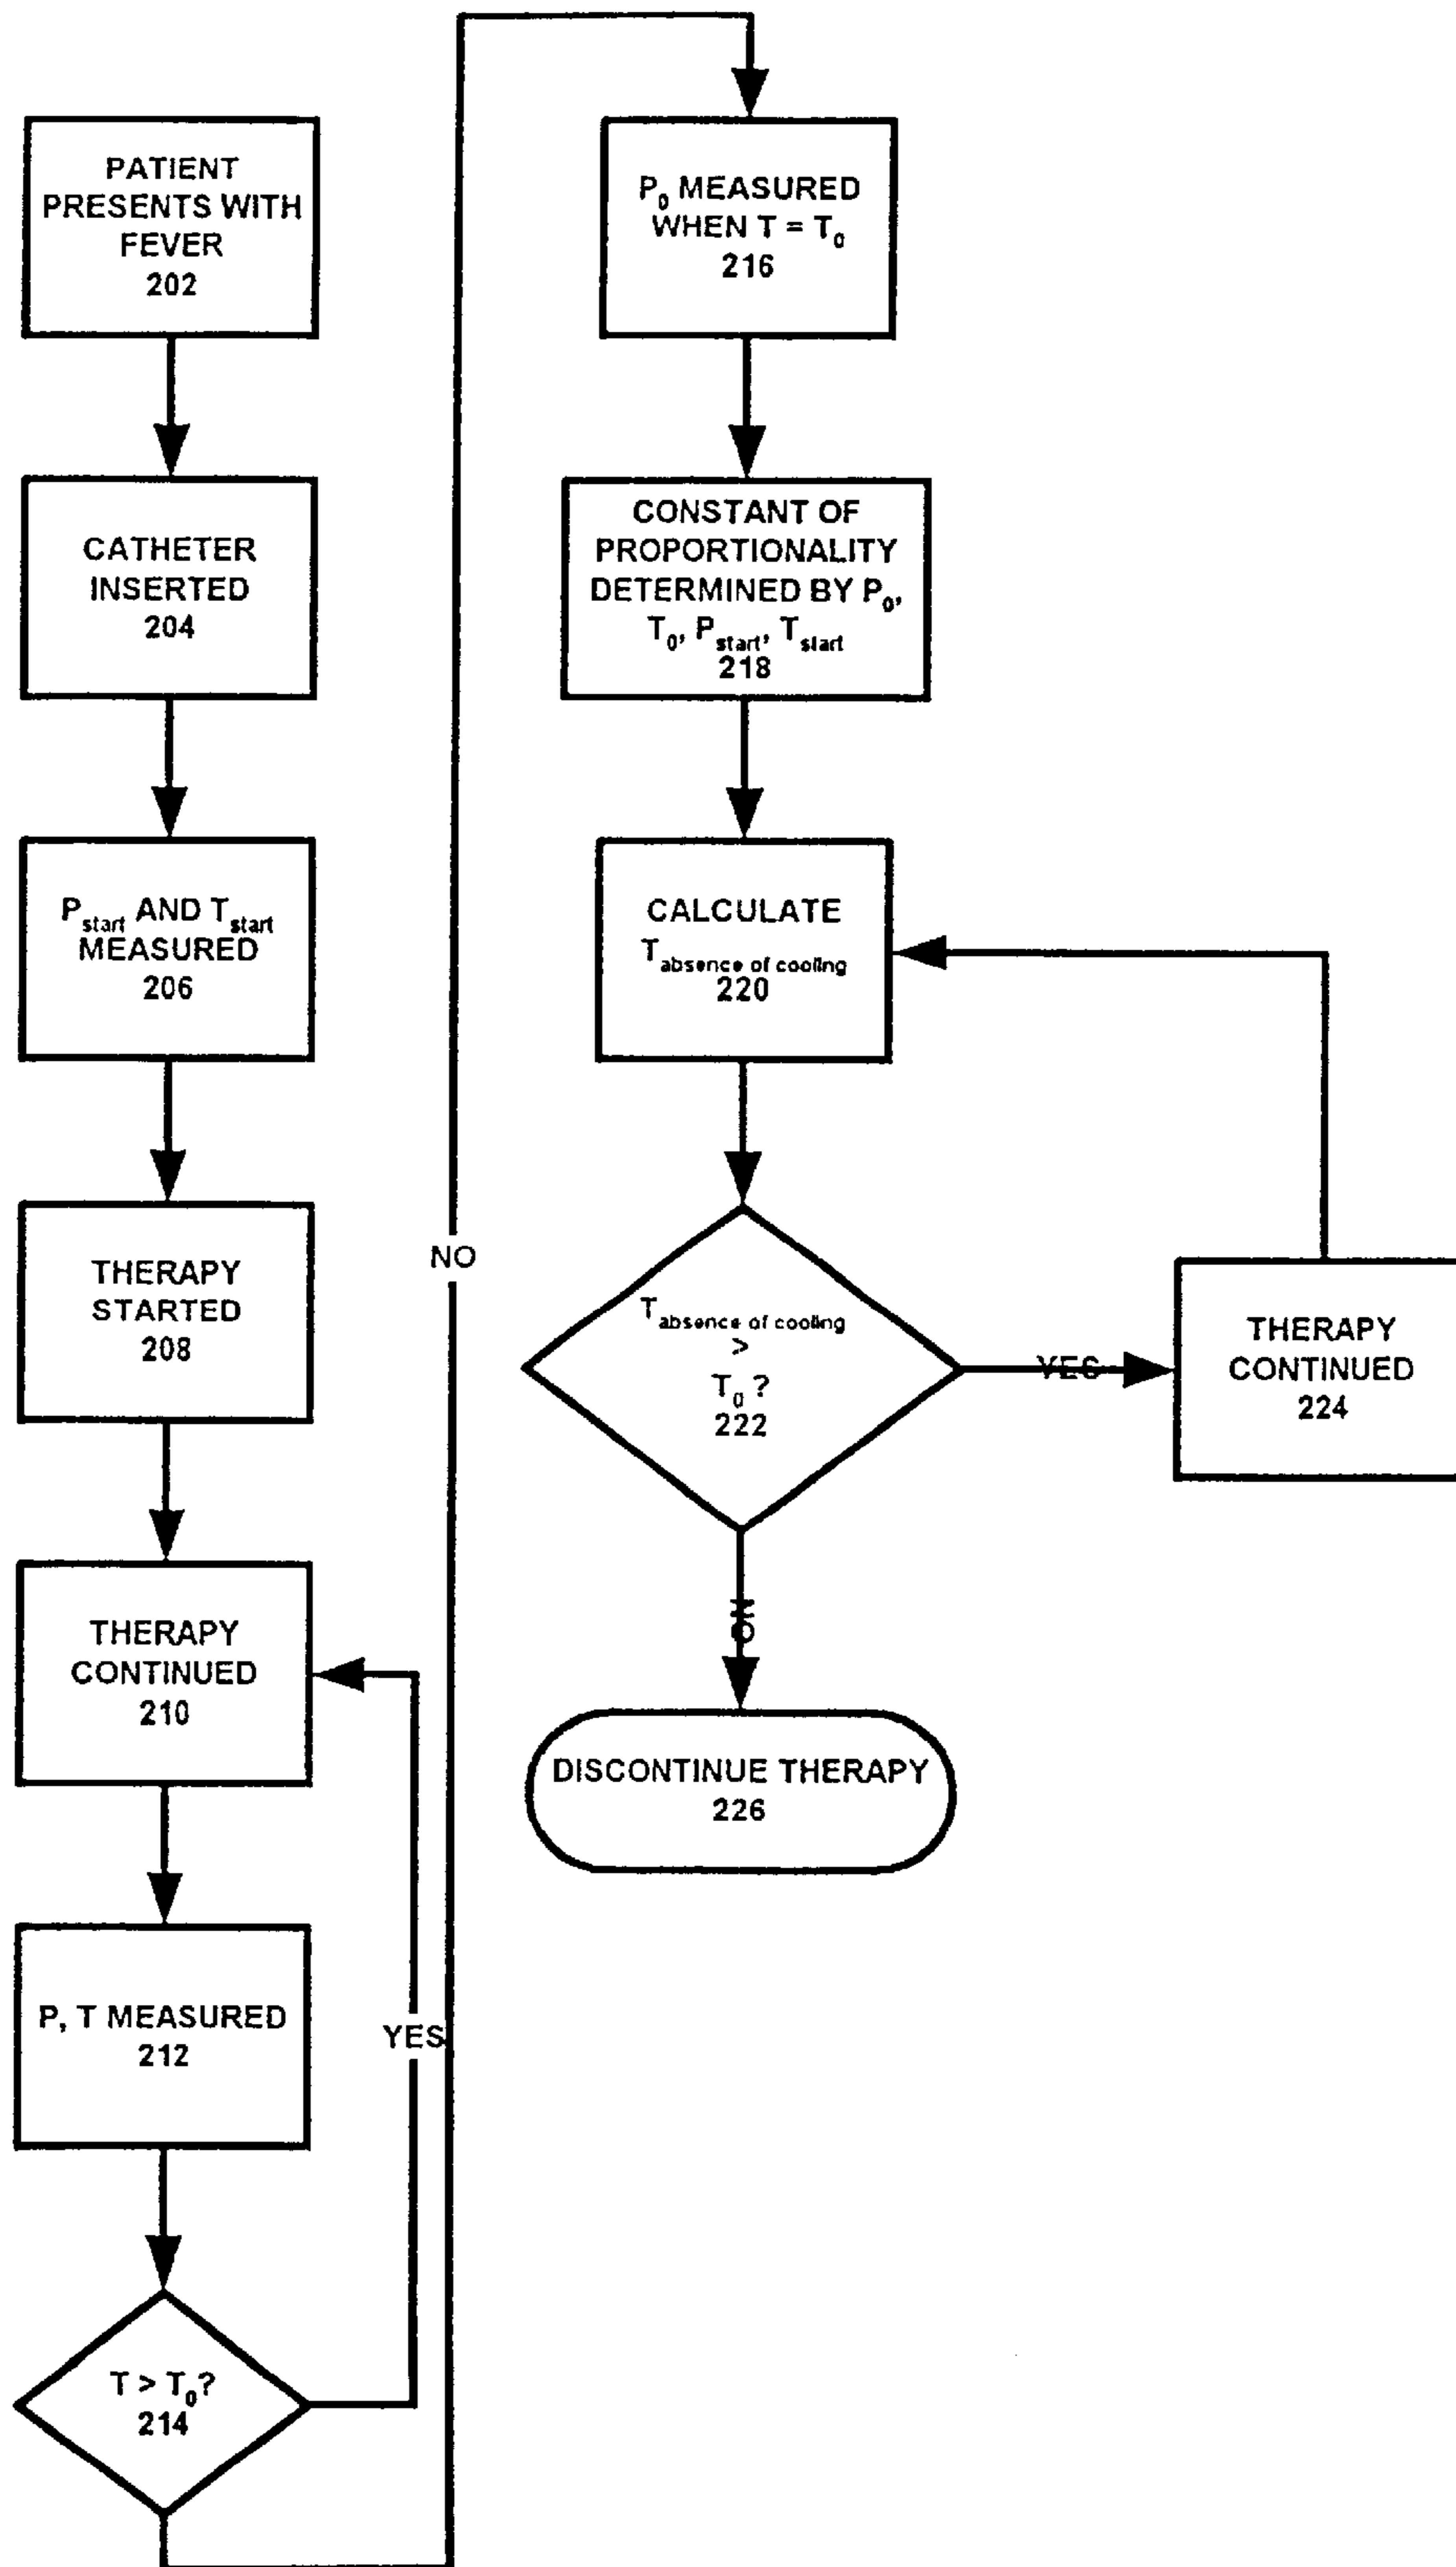 PATIENT
PRESENTS WITH
FEVER
202
CATHETER
INSERTED
204
P_start AND T_start
MEASURED
206
THERAPY
STARTED
208
THERAPY
CONTINUED
210
P, T MEASURED
212
T > T_0?
214
YES
NO
P_0 MEASURED
WHEN T = T_0
216
CONSTANT OF
PROPORTIONALITY
DETERMINED BY P_0,
T_0, P_start, T_start
218
CALCULATE
T_absence of cooling
220
T_absence of cooling
>
T_0 ?
222
YES
THERAPY
CONTINUED
224
NO
DISCONTINUE THERAPY
226